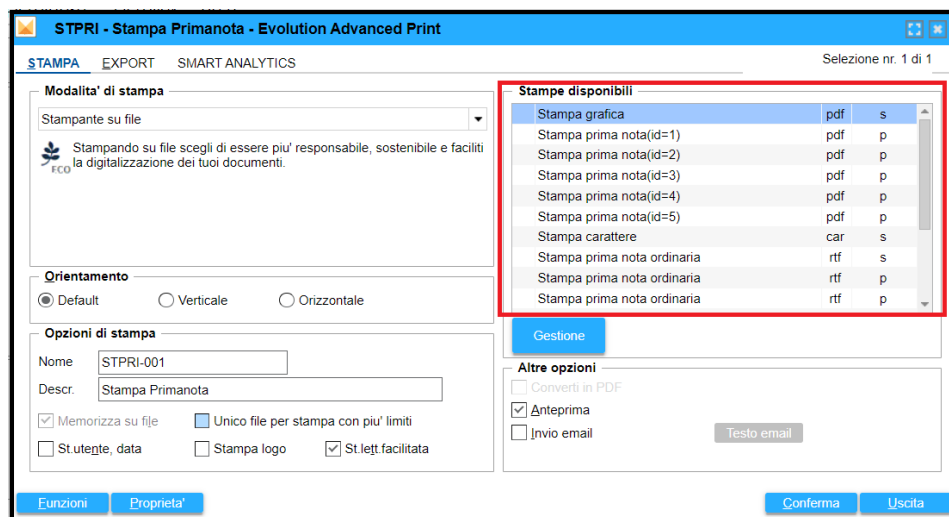 STPRI - Stampa Primanota - Evolution Advanced Print
STAMPA EXPORT SMART ANALYTICS
Selezione nr. 1 di 1
Modalita' di stampa
Stampante su file
Stampando su file scegli di essere piu' responsabile, sostenibile e faciliti
la digitalizzazione dei tuoi documenti.
ECO
Orientamento
Default Verticale Orizzontale
Opzioni di stampa
Nome STPRI-001
Descr. Stampa Primanota
Memorizza su file Unico file per stampa con piu' limiti
St.utente, data Stampa logo St.lett.facilitata
Stampe disponibili
Stampa grafica pdf s
Stampa prima nota(id=1) pdf p
Stampa prima nota(id=2) pdf p
Stampa prima nota(id=3) pdf p
Stampa prima nota(id=4) pdf p
Stampa prima nota(id=5) pdf p
Stampa carattere car s
Stampa prima nota ordinaria rtf s
Stampa prima nota ordinaria rtf p
Stampa prima nota ordinaria rtf p
Gestione
Altre opzioni
Converti in PDF
Anteprima
Invio email Testo email
Funzioni Proprieta' Conferma Uscita